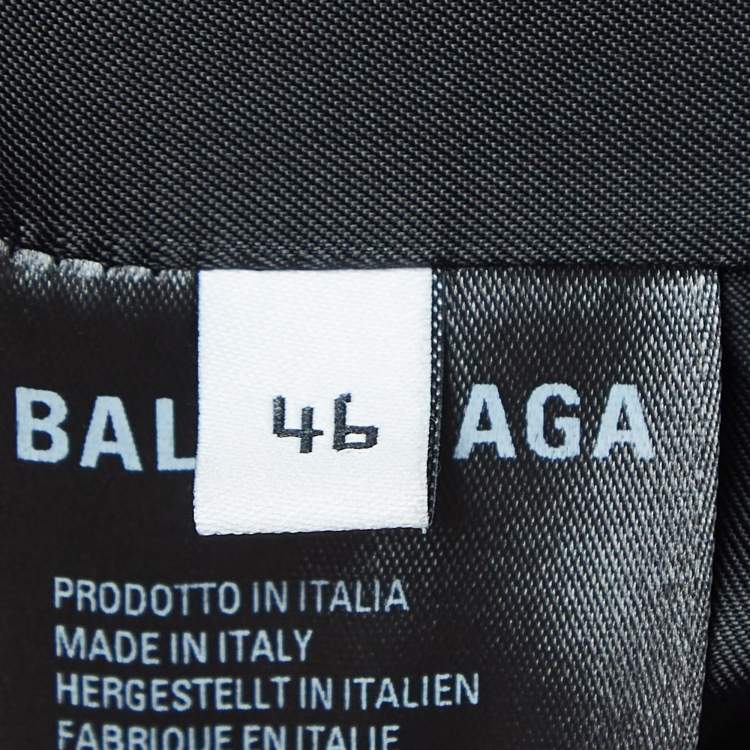 BAL 46 AGA
PRODOTTO IN ITALIA
MADE IN ITALY
HERGESTELLT IN ITALIEN
FABRIQUE EN ITALIE